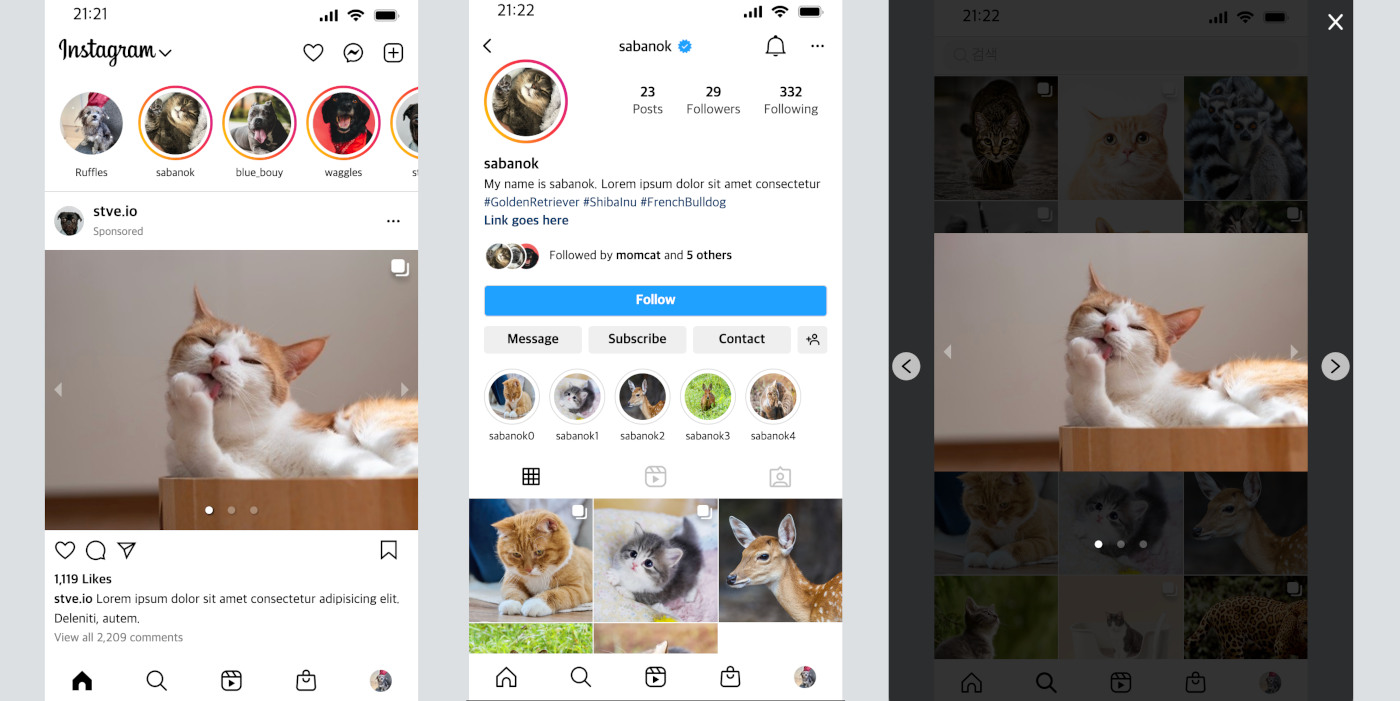 21:21
Instagram
Ruffles
sabanok
blue_bouy
waggles
stve.io
Sponsored
1,119 Likes
stve.io Lorem ipsum dolor sit amet consectetur adipisicing elit.
Deleniti, autem.
View all 2,209 comments
21:22
sabanok
23
29
332
Posts
Followers
Following
sabanok
My name is sabanok. Lorem ipsum dolor sit amet consectetur
#GoldenRetriever #ShibaInu #FrenchBulldog
Link goes here
Followed by momcat and 5 others
Follow
Message
Subscribe
Contact
sabanok0
sabanok1
sabanok2
sabanok3
sabanok4
21:22
검색